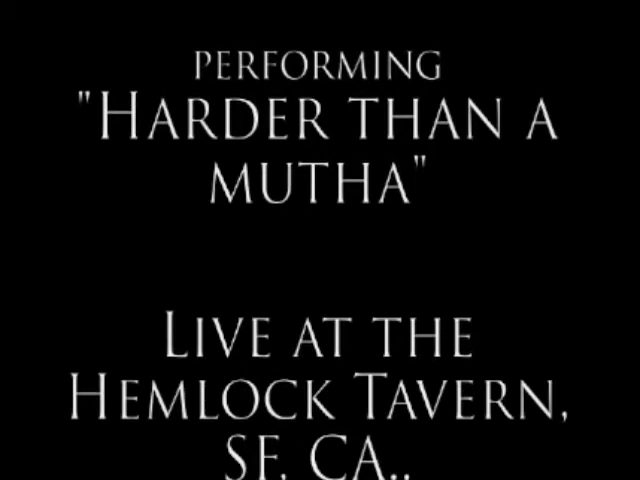 PERFORMING
"HARDER THAN A
MUTHA"
LIVE AT THE
HEMLOCK TAVERN,
SF, CA..